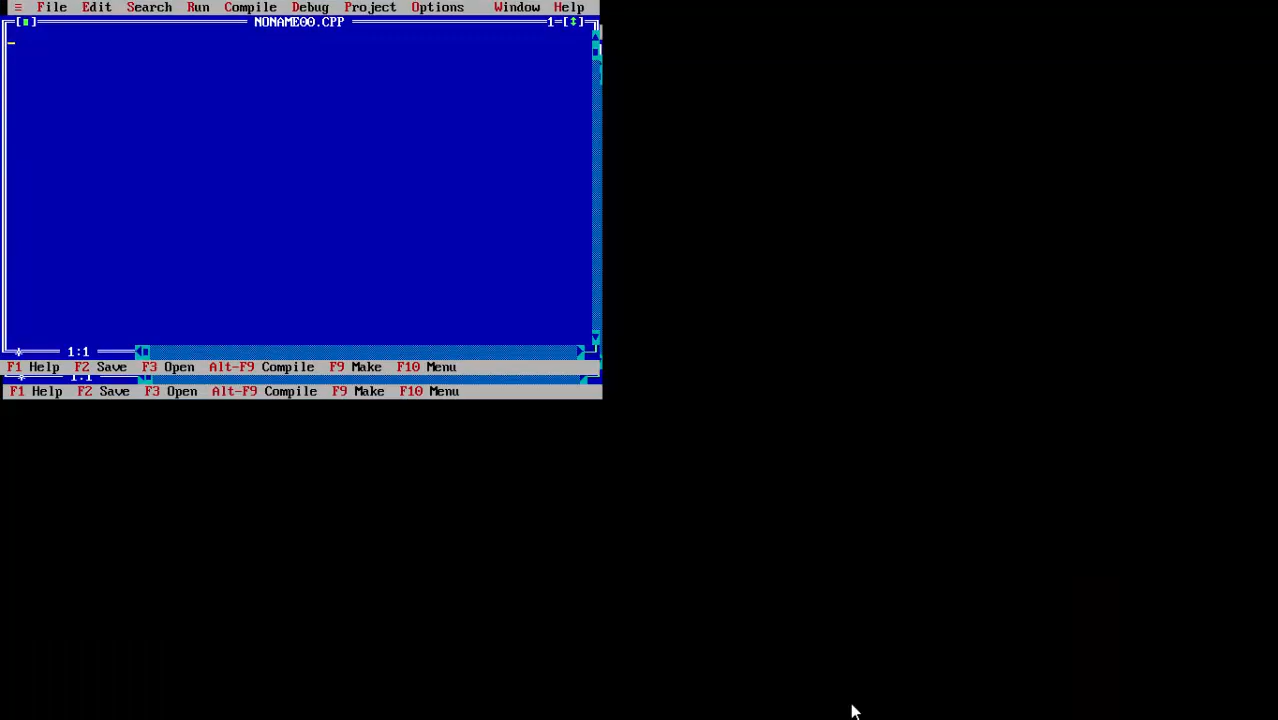 ≡ File Edit Search Run Compile Debug Project Options Window Help
[■] NONAME00.CPP 1=[↕]
* 1:1
F1 Help F2 Save F3 Open Alt-F9 Compile F9 Make F10 Menu
* 1:1
F1 Help F2 Save F3 Open Alt-F9 Compile F9 Make F10 Menu